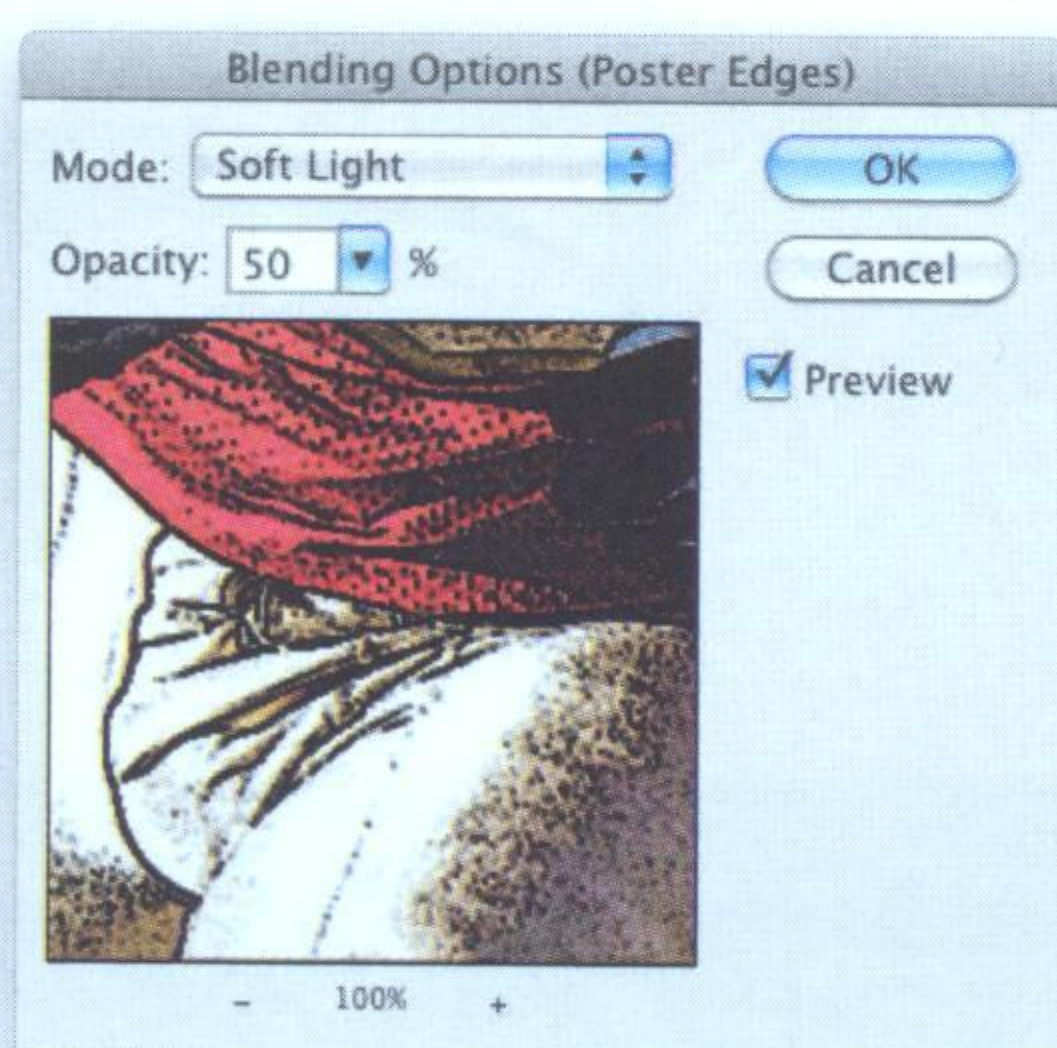 Blending Options (Poster Edges)
Mode: Soft Light
OK
Opacity: 50 %
Cancel
Preview
- 100% +